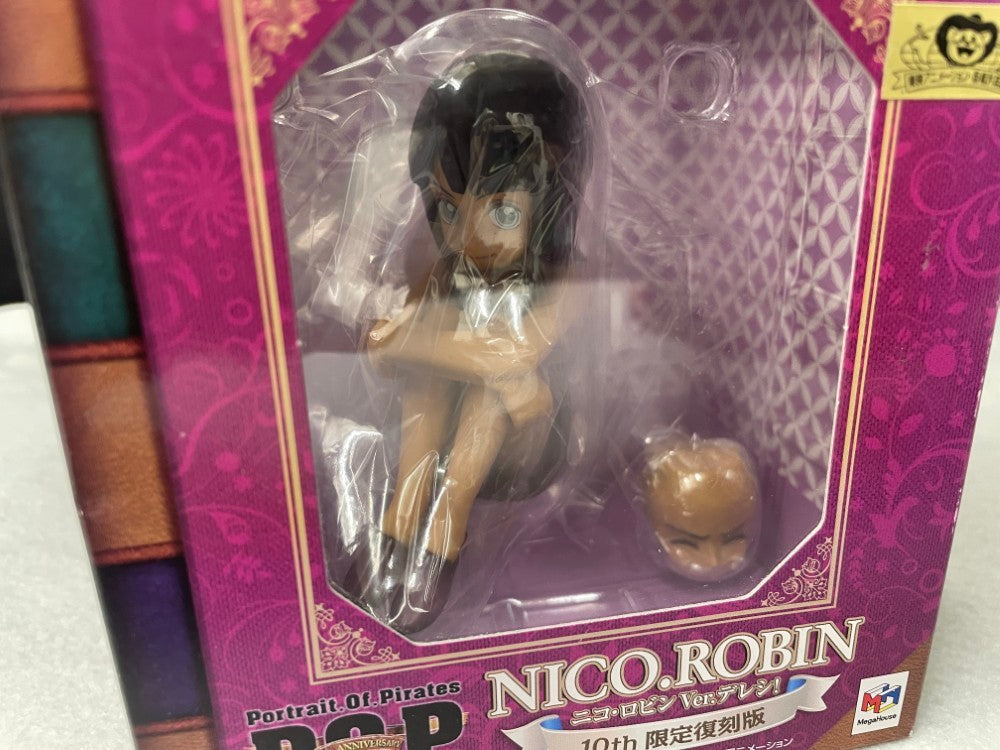 NICO.ROBIN
ニコ・ロビン Ver.デレシ!
10th 限定復刻版
Portrait.Of.Pirates
P.O.P
ANNIVERSARY
MegaHouse